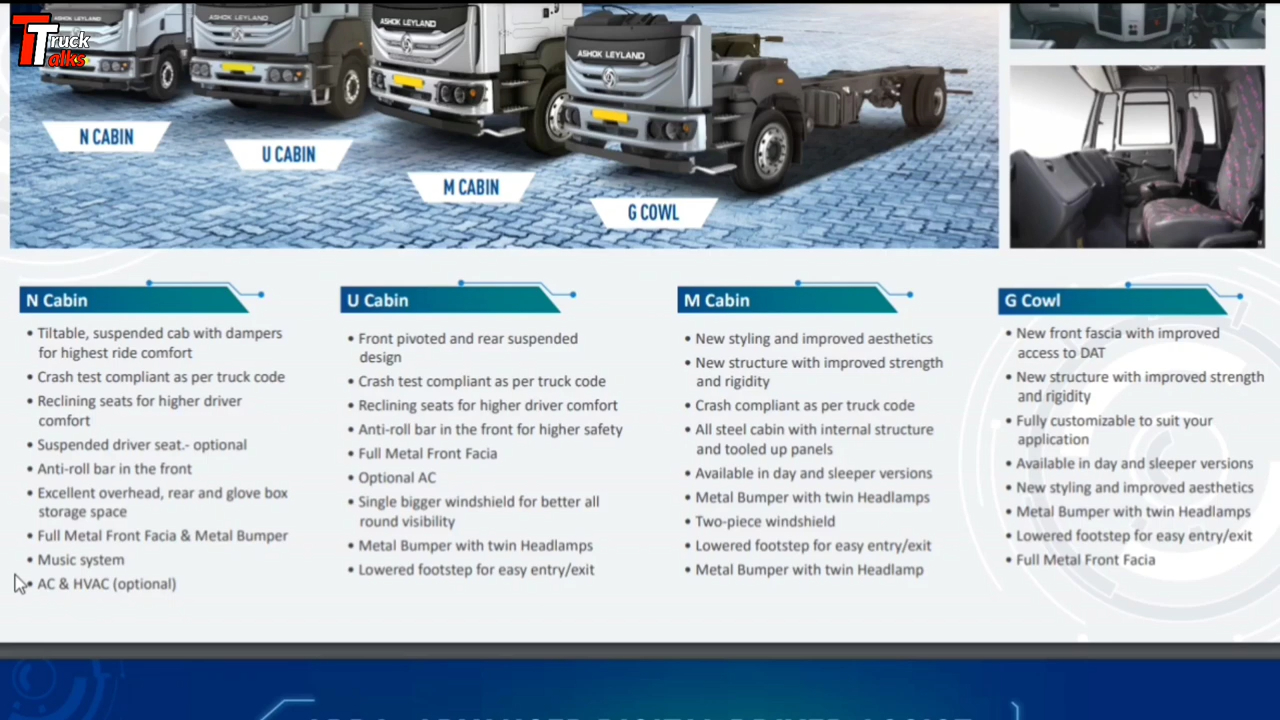 Truck
Talks
ASHOK LEYLAND
ASHOK LEYLAND
ASHOK LEYLAND
ASHOK LEYLAND
N CABIN
U CABIN
M CABIN
G COWL
N Cabin
• Tiltable, suspended cab with dampers
for highest ride comfort
• Crash test compliant as per truck code
• Reclining seats for higher driver
comfort
• Suspended driver seat.- optional
• Anti-roll bar in the front
• Excellent overhead, rear and glove box
storage space
• Full Metal Front Facia & Metal Bumper
• Music system
• AC & HVAC (optional)
U Cabin
• Front pivoted and rear suspended
design
• Crash test compliant as per truck code
• Reclining seats for higher driver comfort
• Anti-roll bar in the front for higher safety
• Full Metal Front Facia
• Optional AC
• Single bigger windshield for better all
round visibility
• Metal Bumper with twin Headlamps
• Lowered footstep for easy entry/exit
M Cabin
• New styling and improved aesthetics
• New structure with improved strength
and rigidity
• Crash compliant as per truck code
• All steel cabin with internal structure
and tooled up panels
• Available in day and sleeper versions
• Metal Bumper with twin Headlamps
• Two-piece windshield
• Lowered footstep for easy entry/exit
• Metal Bumper with twin Headlamp
G Cowl
• New front fascia with improved
access to DAT
• New structure with improved strength
and rigidity
• Fully customizable to suit your
application
• Available in day and sleeper versions
• New styling and improved aesthetics
• Metal Bumper with twin Headlamps
• Lowered footstep for easy entry/exit
• Full Metal Front Facia